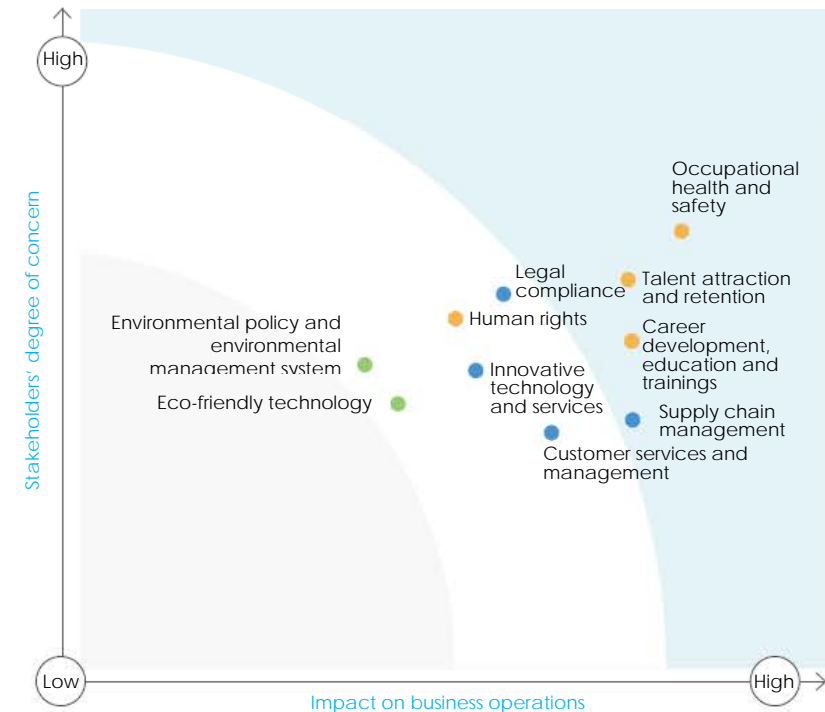 High
Stakeholders' degree of concern
Occupational
health and
safety
Legal
compliance
Talent attraction
and retention
Human rights
Career
development,
education and
trainings
Environmental policy and
environmental
management system
Innovative
technology
and services
Eco-friendly technology
Supply chain
management
Customer services and
management
Low
High
Impact on business operations